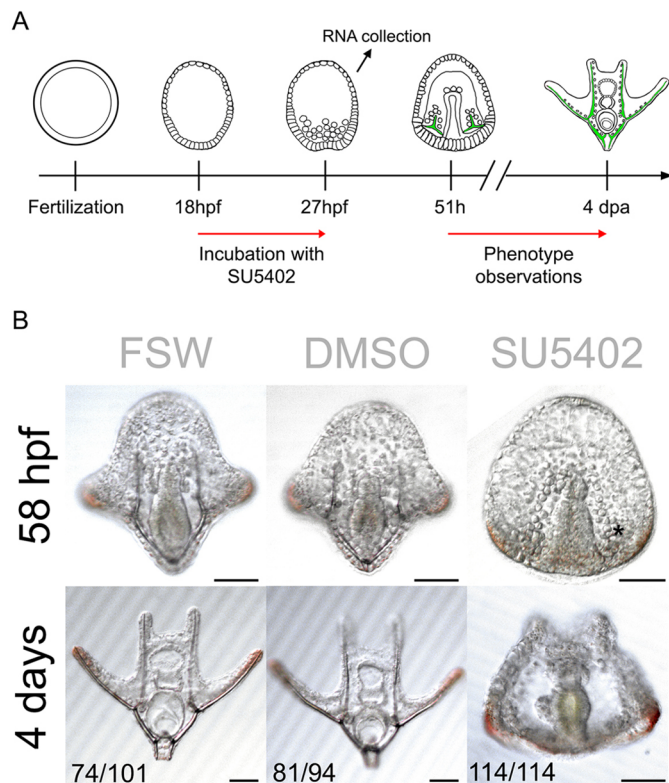 A
RNA collection
Fertilization
18hpf
27hpf
51h
4 dpa
Incubation with
SU5402
Phenotype
observations
B
FSW
DMSO
SU5402
58 hpf
*
4 days
74/101
81/94
114/114